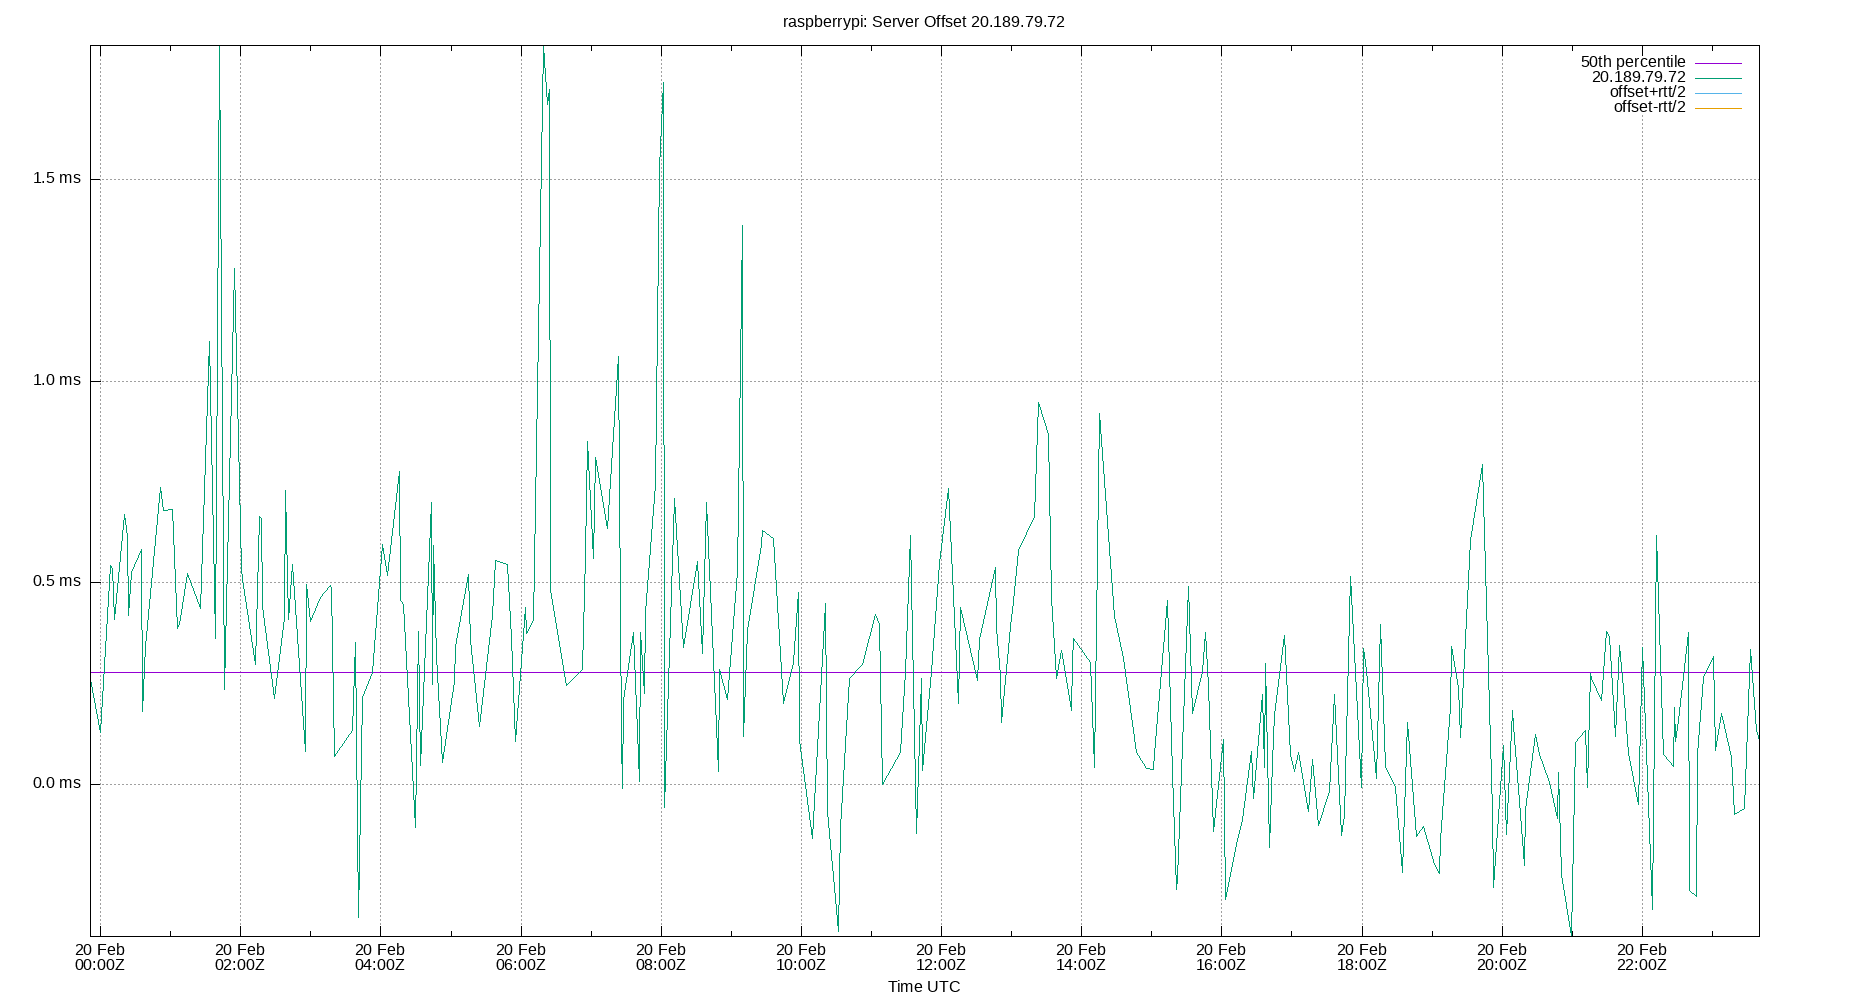 raspberrypi: Server Offset 20.189.79.72
50th percentile
20.189.79.72
offset+rtt/2
offset-rtt/2
1.5 ms
1.0 ms
0.5 ms
0.0 ms
20 Feb 20 Feb 20 Feb 20 Feb 20 Feb 20 Feb 20 Feb 20 Feb 20 Feb 20 Feb 20 Feb 20 Feb
00:00Z 02:00Z 04:00Z 06:00Z 08:00Z 10:00Z 12:00Z 14:00Z 16:00Z 18:00Z 20:00Z 22:00Z
Time UTC